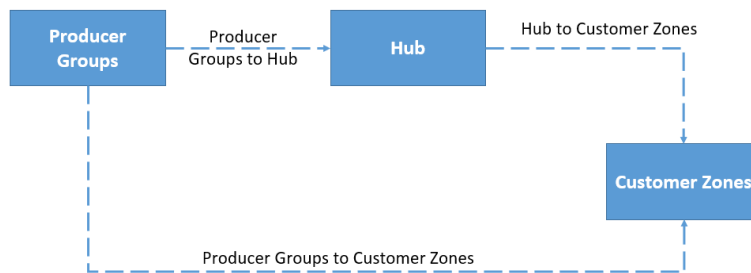 Producer
Groups
Producer
Groups to Hub
Hub
Hub to Customer Zones
Customer Zones
Producer Groups to Customer Zones